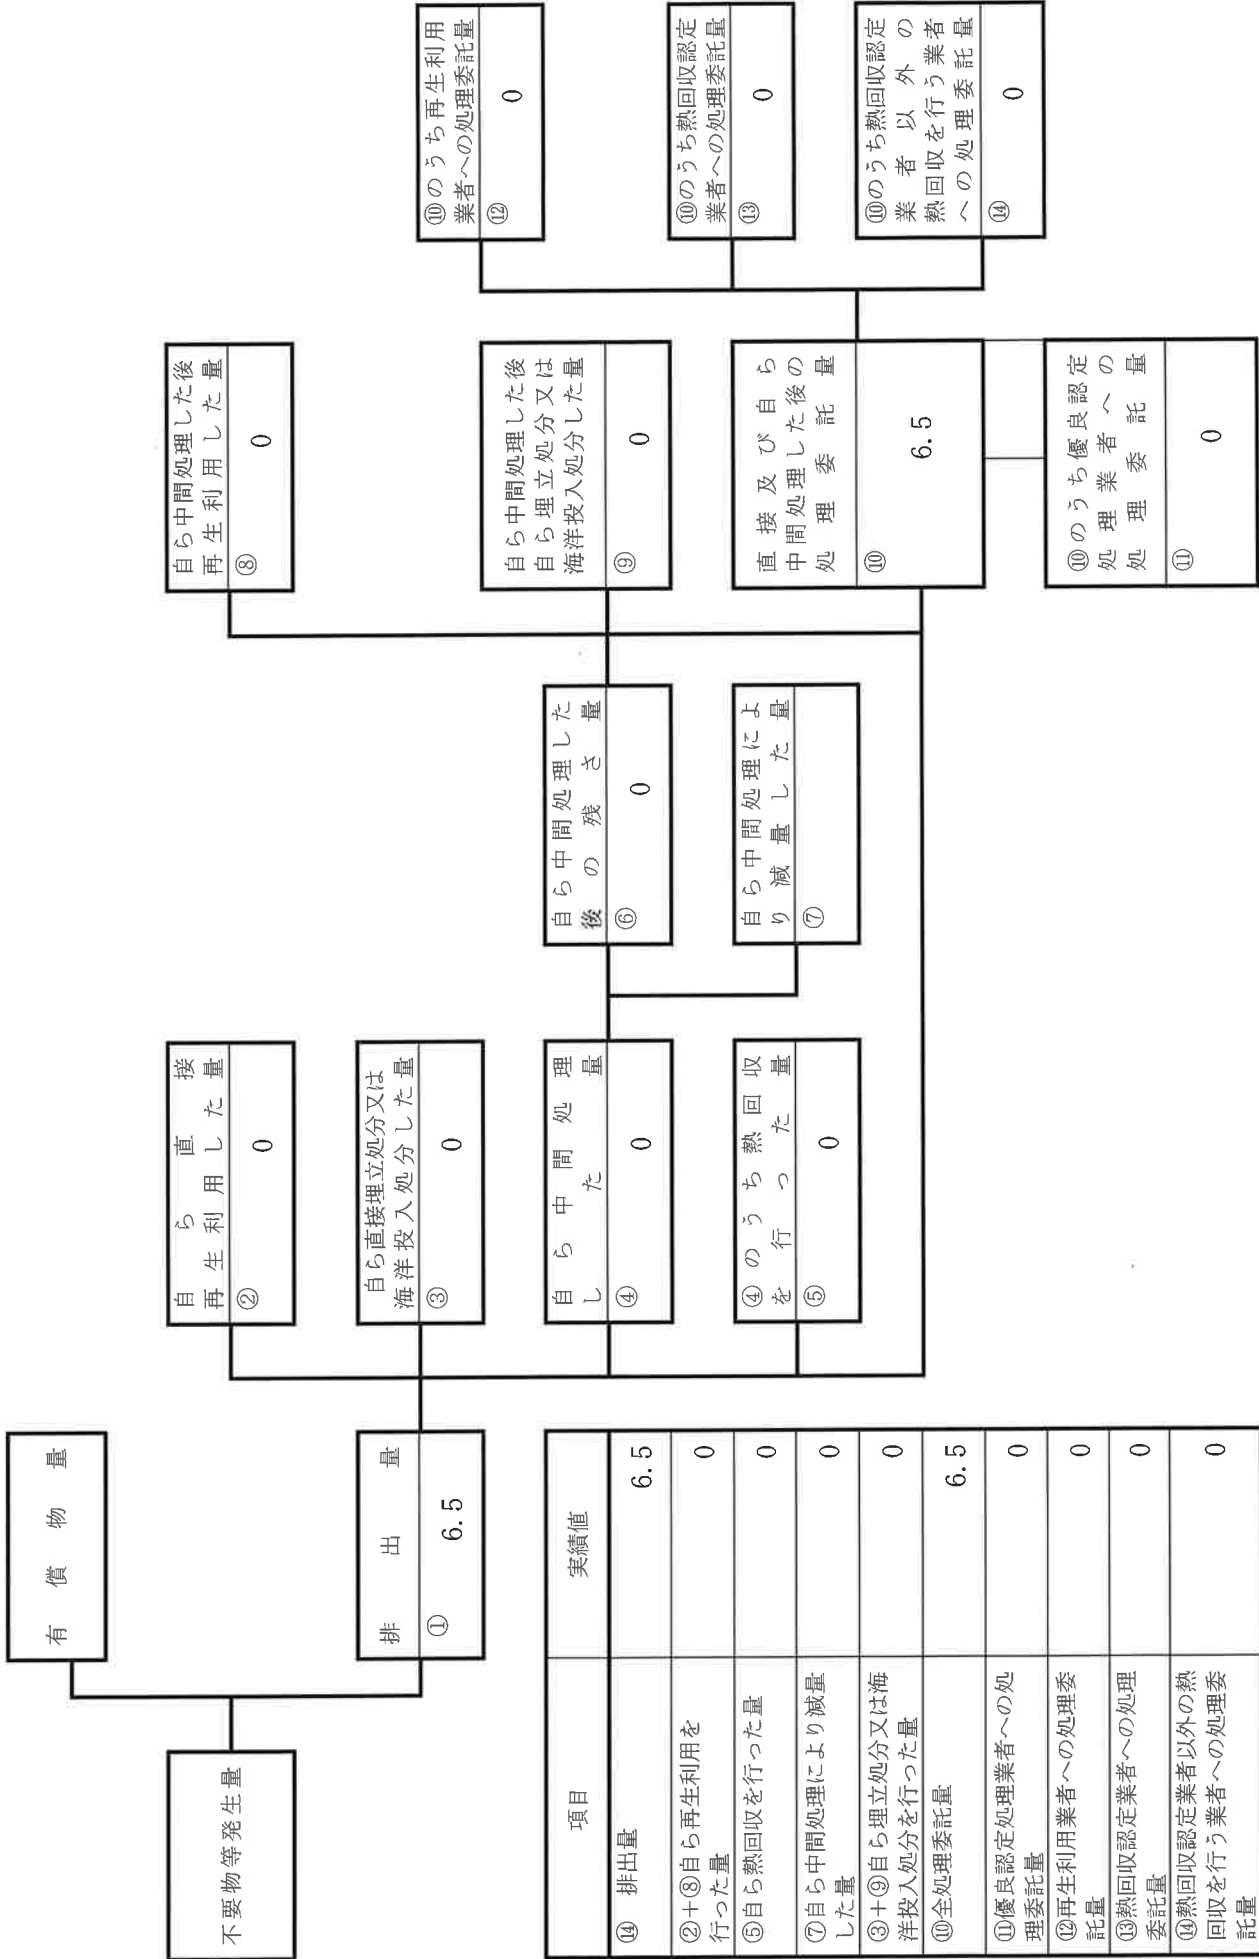 不要物等発生量
有償物量
排出量
① 6.5
自ら直接
再生利用した量
② 0
自ら直接埋立処分又は
海洋投入処分した量
③ 0
自ら中間処理
した量
④ 0
④のうち熱回収
を行った量
⑤ 0
自ら中間処理した
後の残さ量
⑥ 0
自ら中間処理によ
り減量した量
⑦
自ら中間処理した後
再生利用した量
⑧ 0
自ら中間処理した後
自ら埋立処分又は
海洋投入処分した量
⑨ 0
直接及び自ら
中間処理した後の
処理委託量
⑩ 6.5
⑩のうち優良認定
処理業者への
処理委託量
⑪ 0
⑩のうち再生利用
業者への処理委託量
⑫ 0
⑩のうち熱回収認定
業者への処理委託量
⑬ 0
⑩のうち熱回収認定
業者以外の
熱回収を行う業者
への処理委託量
⑭ 0
項目 実績値
⑭ 排出量 6.5
②+⑧自ら再生利用を
行った量 0
⑤自ら熱回収を行った量 0
⑦自ら中間処理により減量
した量 0
③+⑨自ら埋立処分又は海
洋投入処分を行った量 0
⑩全処理委託量 6.5
⑪優良認定処理業者への処
理委託量 0
⑫再生利用業者への処理委
託量 0
⑬熱回収認定業者への処理
委託量 0
⑭熱回収認定業者以外の熱
回収を行う業者への処理委
託量 0